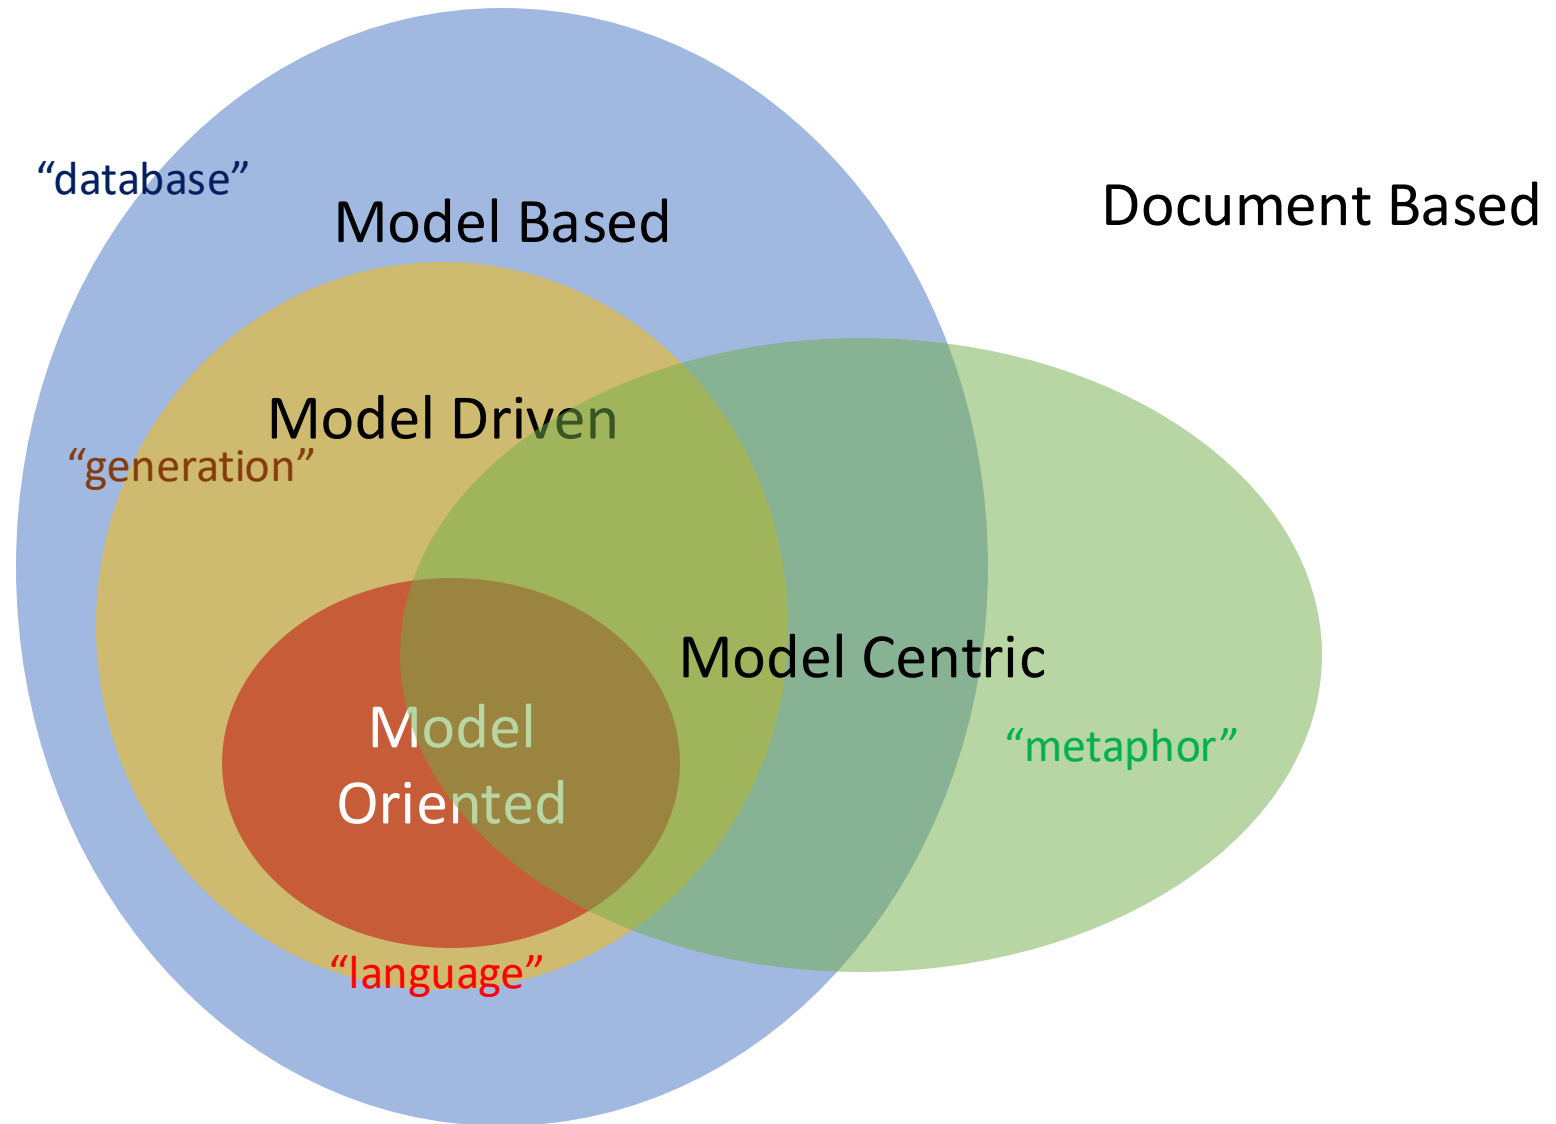 “database”
Model Based
Document Based
Model Driven
“generation”
Model Centric
“metaphor”
Model
Oriented
“language”